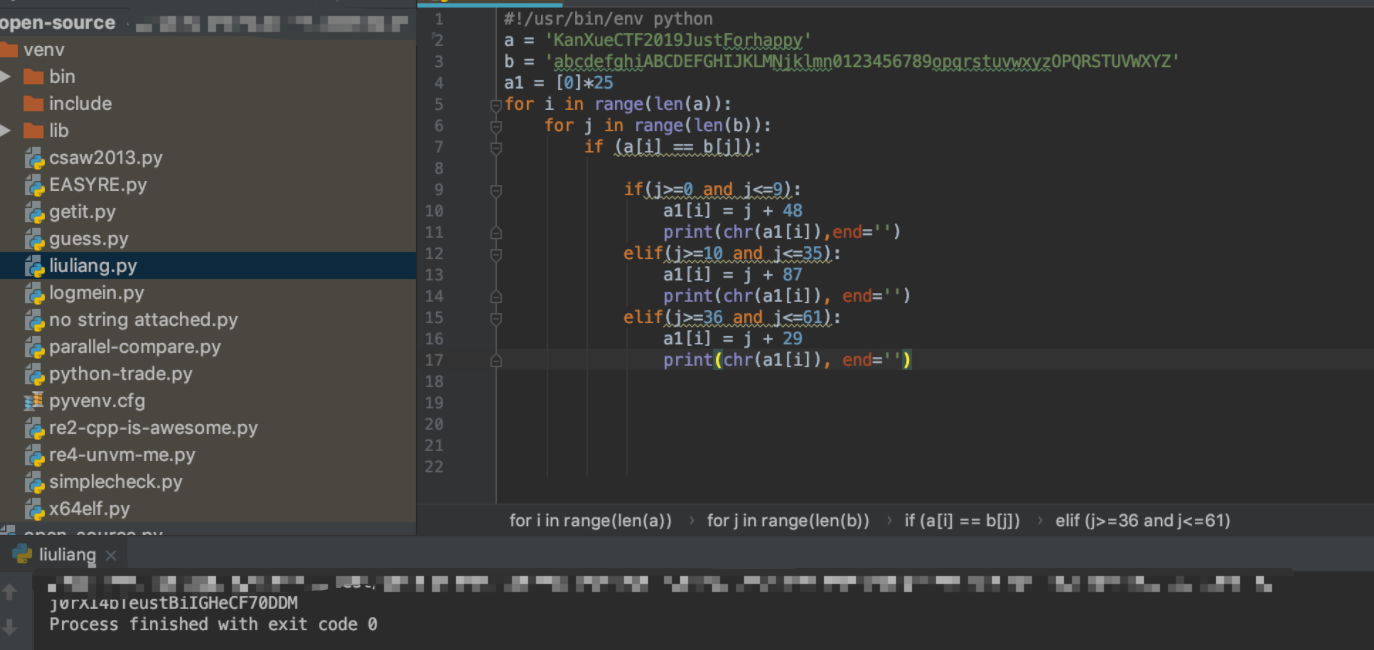 open-source
venv
bin
include
lib
csaw2013.py
EASYRE.py
getit.py
guess.py
liuliang.py
logmein.py
no string attached.py
parallel-compare.py
python-trade.py
pyvenv.cfg
re2-cpp-is-awesome.py
re4-unvm-me.py
simplecheck.py
x64elf.py
open-source.py
1 #!/usr/bin/env python
2 a = 'KanXueCTF2019JustForhappy'
3 b = 'abcdefghiABCDEFGHIJKLMNjklmn0123456789opqrstuvwxyzOPQRSTUVWXYZ'
4 a1 = [0]*25
5 for i in range(len(a)):
6 for j in range(len(b)):
7 if (a[i] == b[j]):
8
9 if(j>=0 and j<=9):
10 a1[i] = j + 48
11 print(chr(a1[i]),end='')
12 elif(j>=10 and j<=35):
13 a1[i] = j + 87
14 print(chr(a1[i]), end='')
15 elif(j>=36 and j<=61):
16 a1[i] = j + 29
17 print(chr(a1[i]), end='')
18
19
20
21
22
for i in range(len(a)) › for j in range(len(b)) › if (a[i] == b[j]) › elif (j>=36 and j<=61)
liuliang ×
j0rXI4bTeustBiIGHeCF70DDM
Process finished with exit code 0